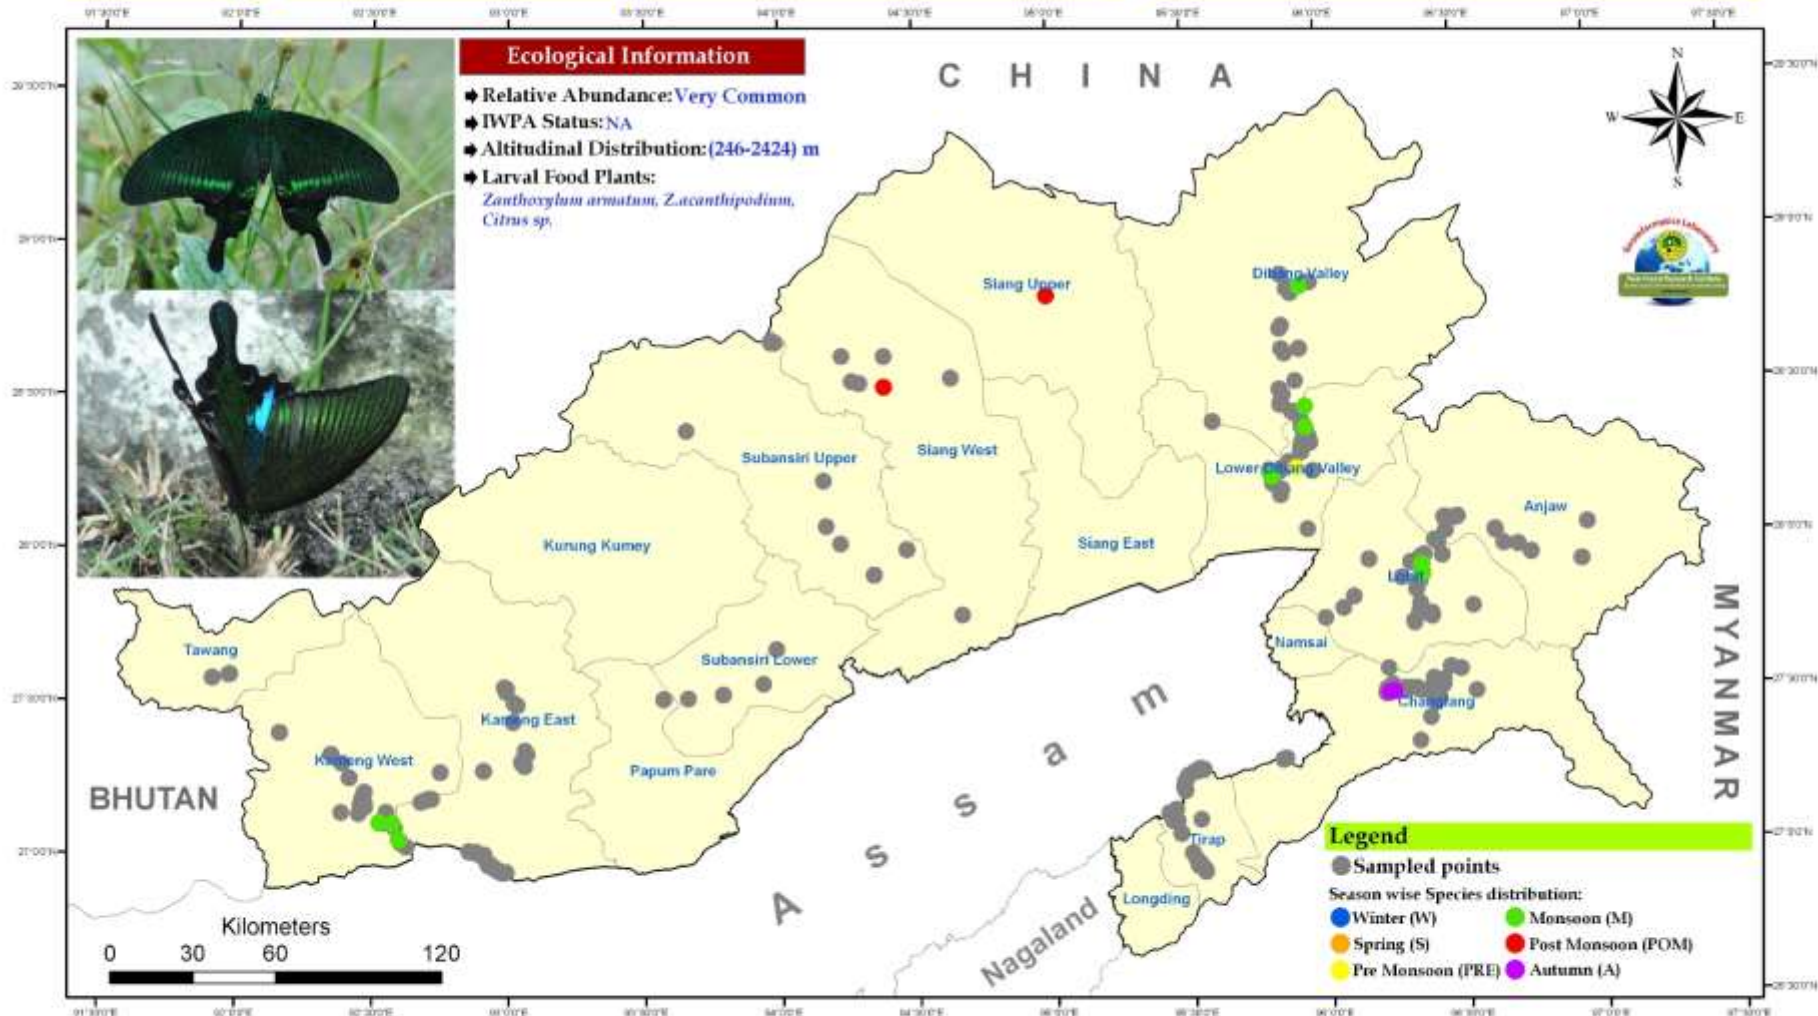 Ecological Information
Relative Abundance: Very Common
IWPA Status: NA
Altitudinal Distribution: (246-2424) m
Larval Food Plants:
Zanthoxylum armatum, Z.acanthipodium,
Citrus sp.
CHINA
N
W E
S
Siang Upper
Dibang Valley
Subansiri Upper
Siang West
Lower Dibang Valley
Anjaw
Kurung Kumey
Siang East
Lohit
Namsai
Tawang
Subansiri Lower
Changlang
MYANMAR
Kameng East
Kameng West
Papum Pare
BHUTAN
Assam
Tirap
Longding
Nagaland
Kilometers
0 30 60 120
Legend
Sampled points
Season wise Species distribution:
Winter (W)
Monsoon (M)
Spring (S)
Post Monsoon (POM)
Pre Monsoon (PRE)
Autumn (A)